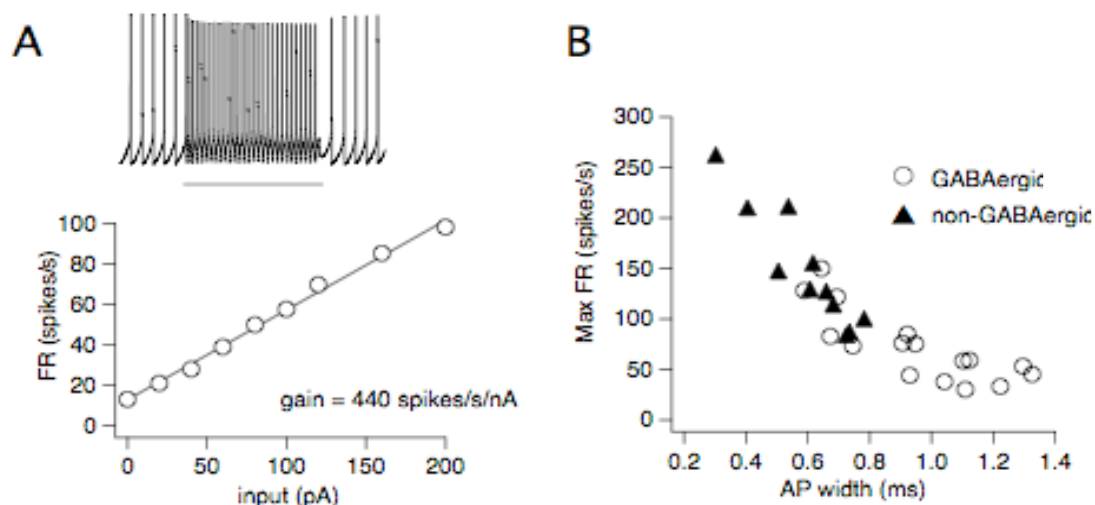 A
FR (spikes/s)
100
80
60
40
20
0
gain = 440 spikes/s/nA
0
50
100
150
200
input (pA)
B
Max FR (spikes/s)
300
250
200
150
100
50
0
GABAergic
non-GABAergic
0.2
0.4
0.6
0.8
1.0
1.2
1.4
AP width (ms)